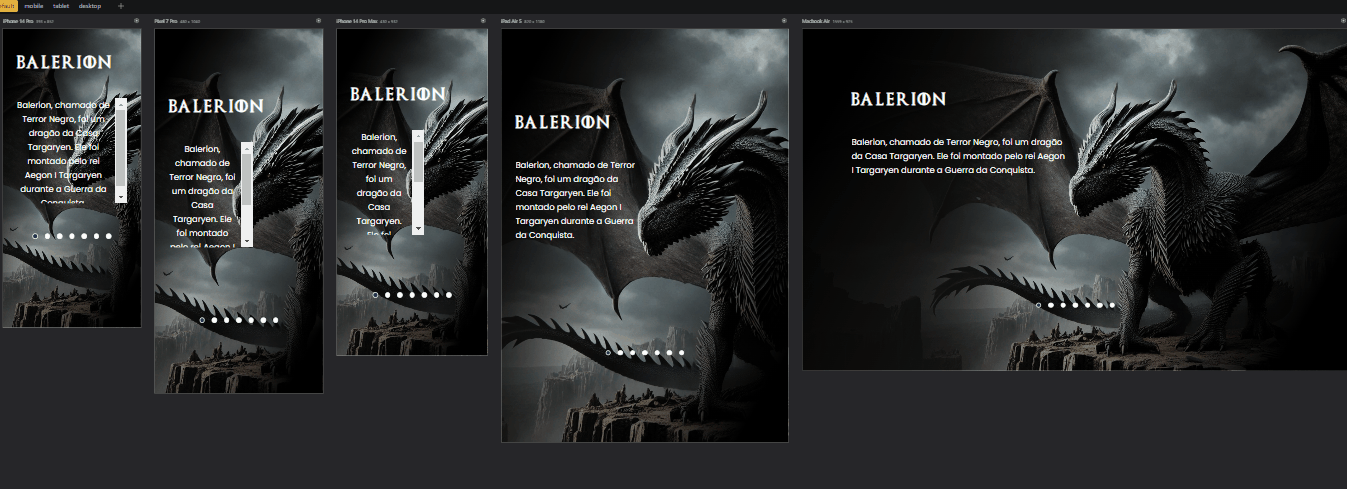 fault mobile tablet desktop +
iPhone 14 Pro
BALERION
Balerion, chamado de
Terror Negro, foi um
dragão da Casa
Targaryen. Ele foi
montado pelo rei
Aegon I Targaryen
durante a Guerra da
Conquista.
Pixel 7 Pro
BALERION
Balerion,
chamado de
Terror Negro, foi
um dragão da
Casa
Targaryen. Ele
foi montado
pelo rei Aegon I
iPhone 14 Pro Max
BALERION
Balerion,
chamado de
Terror Negro,
foi um
dragão da
Casa
Targaryen.
Ele foi
iPad Air 5
BALERION
Balerion, chamado de Terror
Negro, foi um dragão da
Casa Targaryen. Ele foi
montado pelo rei Aegon I
Targaryen durante a Guerra
da Conquista.
Macbook Air
BALERION
Balerion, chamado de Terror Negro, foi um dragão
da Casa Targaryen. Ele foi montado pelo rei Aegon
I Targaryen durante a Guerra da Conquista.